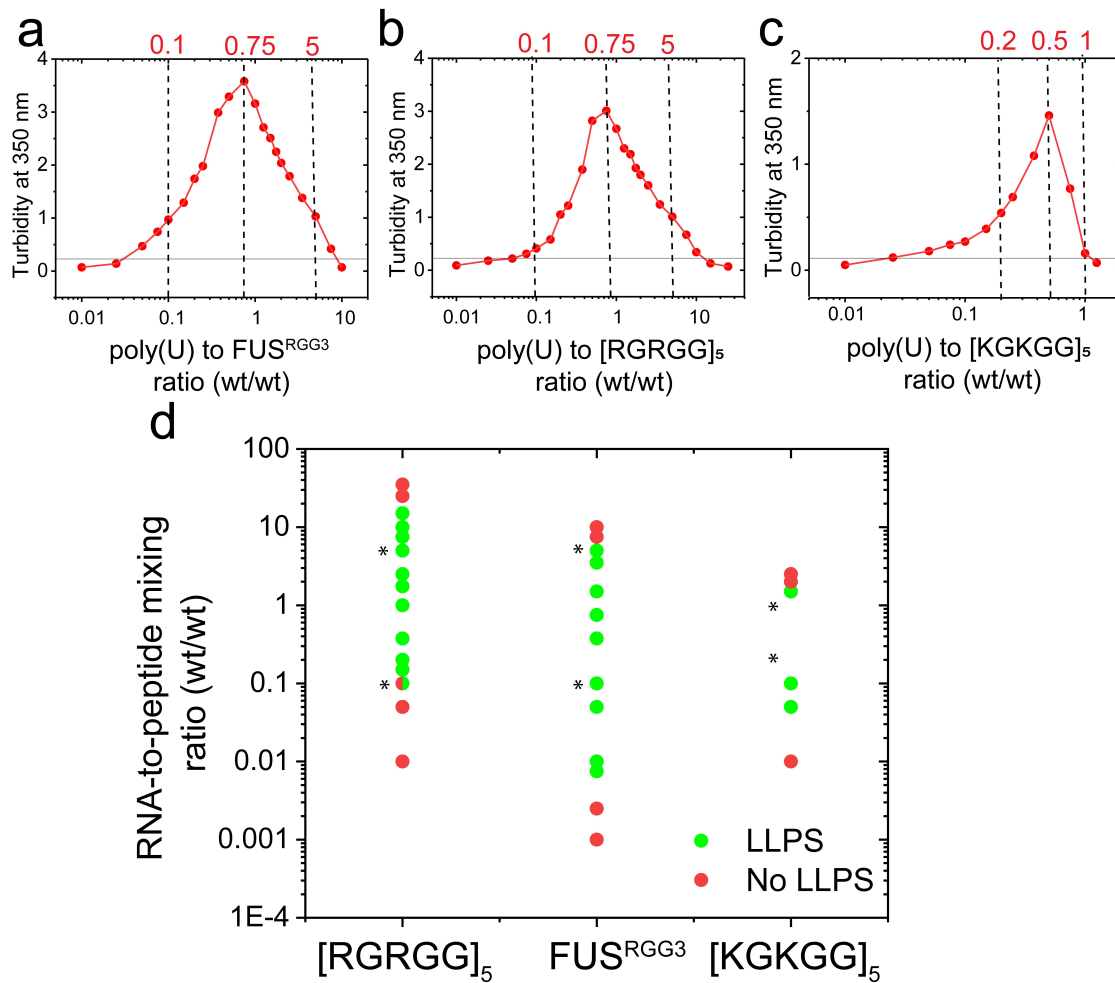 a
0.1 0.75 5
Turbidity at 350 nm
4
3
2
1
0
0.01 0.1 1 10
poly(U) to FUS^RGG3
ratio (wt/wt)
b
0.1 0.75 5
Turbidity at 350 nm
4
3
2
1
0
0.01 0.1 1 10
poly(U) to [RGRGG]₅
ratio (wt/wt)
c
0.2 0.5 1
Turbidity at 350 nm
2
1
0
0.01 0.1 1
poly(U) to [KGKGG]₅
ratio (wt/wt)
d
RNA-to-peptide mixing
ratio (wt/wt)
100
10
1
0.1
0.01
0.001
1E-4
* * *
*
* *
LLPS
No LLPS
[RGRGG]₅ FUS^RGG3 [KGKGG]₅